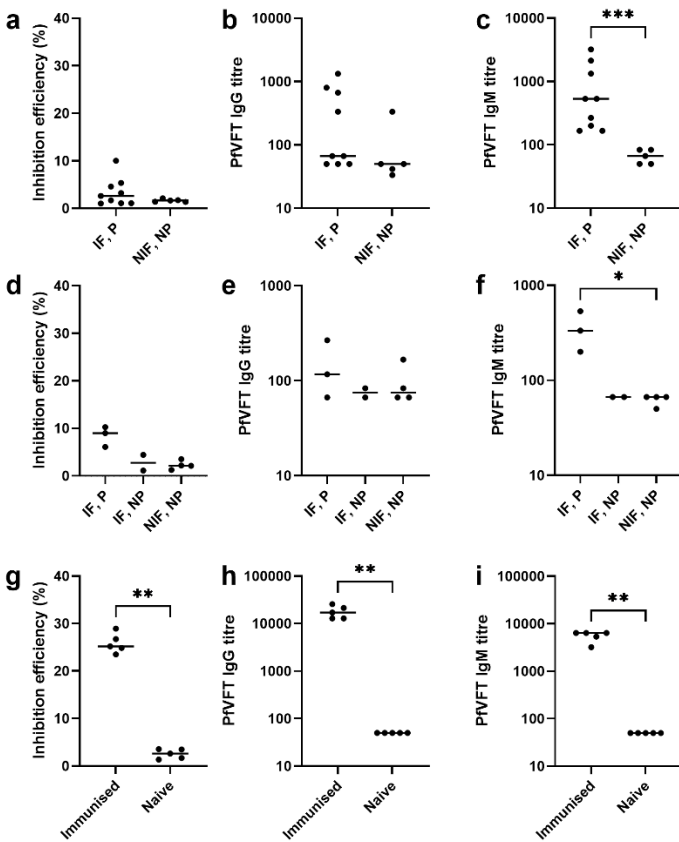 a
Inhibition efficiency (%)
40
30
20
10
0
IF, P
NIF, NP
b
PfVFT IgG titre
10000
1000
100
10
IF, P
NIF, NP
c
PfVFT IgM titre
10000
1000
100
10
***
IF, P
NIF, NP
d
Inhibition efficiency (%)
40
30
20
10
0
IF, P
IF, NP
NIF, NP
e
PfVFT IgG titre
1000
100
10
IF, P
IF, NP
NIF, NP
f
PfVFT IgM titre
1000
100
10
*
IF, P
IF, NP
NIF, NP
g
Inhibition efficiency (%)
40
30
20
10
0
**
Immunised
Naive
h
PfVFT IgG titre
100000
10000
1000
100
10
**
Immunised
Naive
i
PfVFT IgM titre
100000
10000
1000
100
10
**
Immunised
Naive